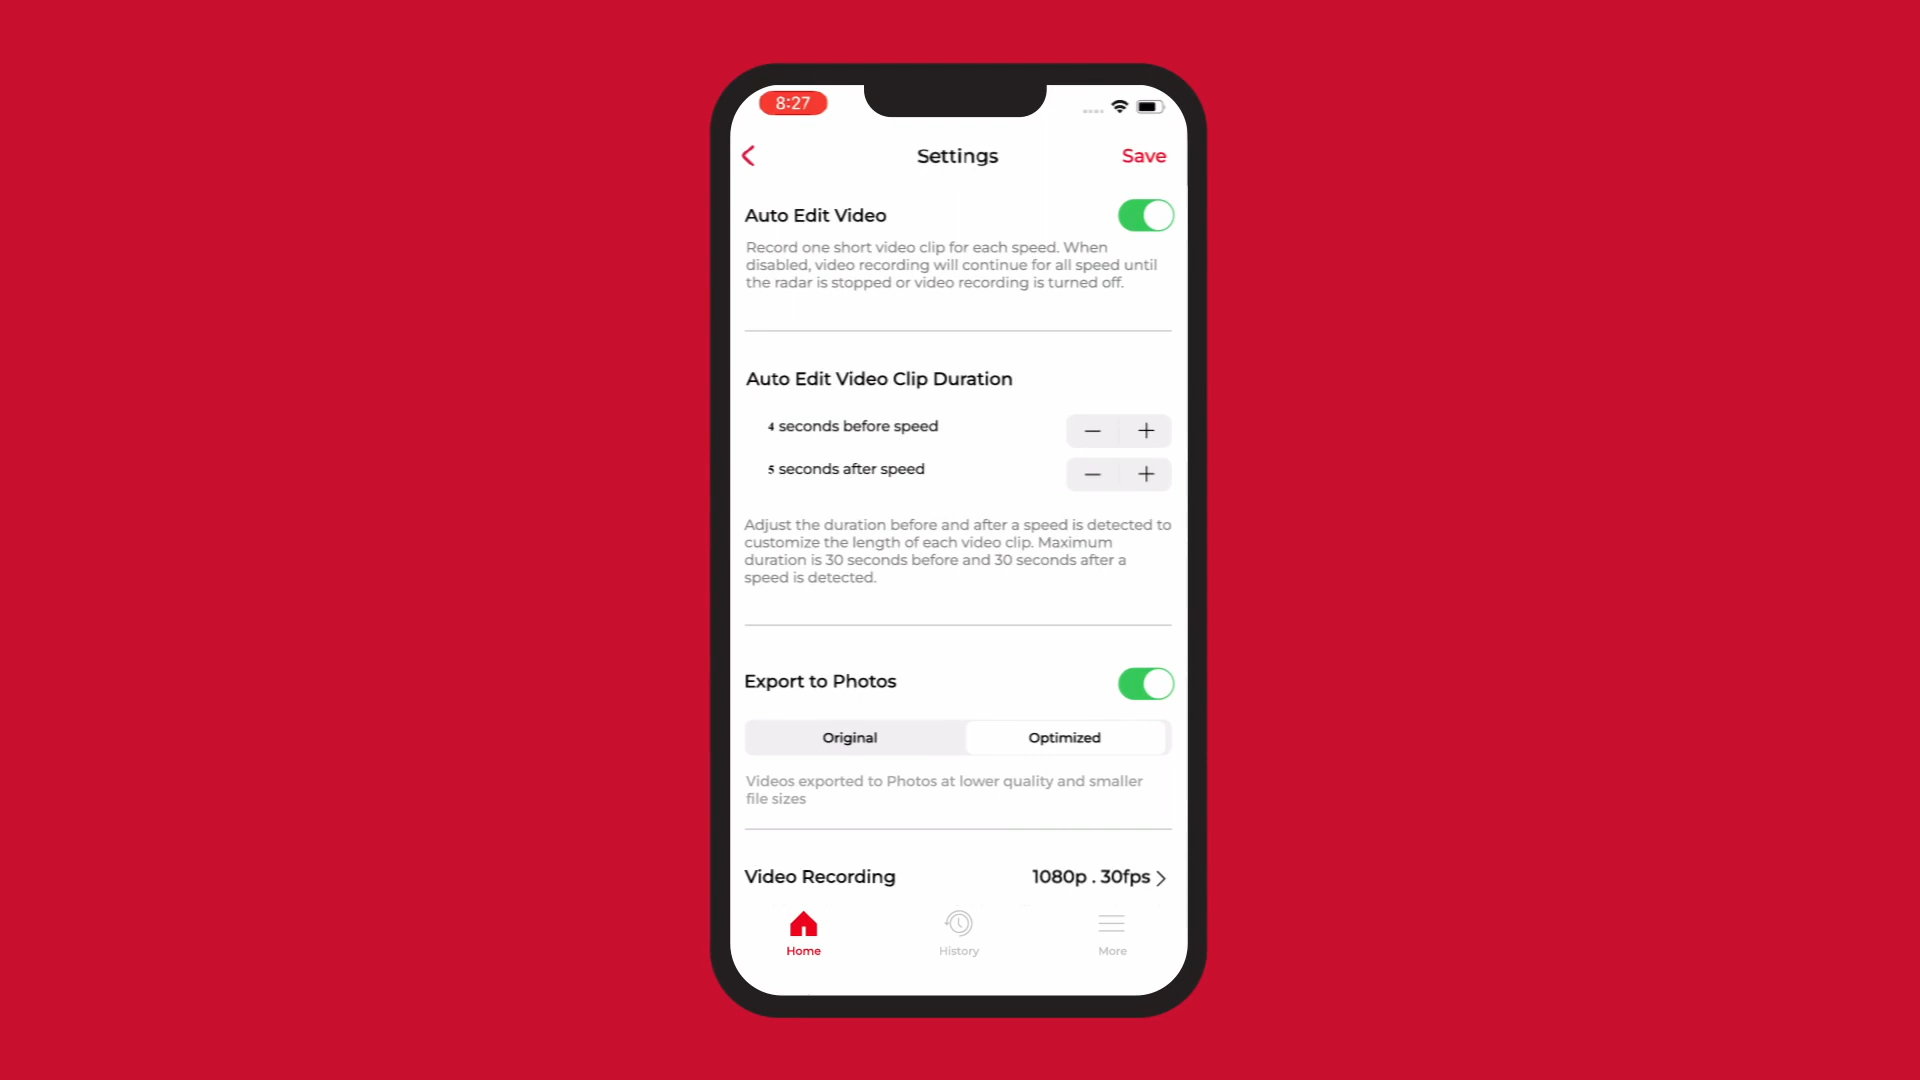 8:27
Settings
Save
Auto Edit Video
Record one short video clip for each speed. When
disabled, video recording will continue for all speed until
the radar is stopped or video recording is turned off.
Auto Edit Video Clip Duration
4 seconds before speed
5 seconds after speed
Adjust the duration before and after a speed is detected to
customize the length of each video clip. Maximum
duration is 30 seconds before and 30 seconds after a
speed is detected.
Export to Photos
Original
Optimized
Videos exported to Photos at lower quality and smaller
file sizes
Video Recording
1080p . 30fps
Home
History
More